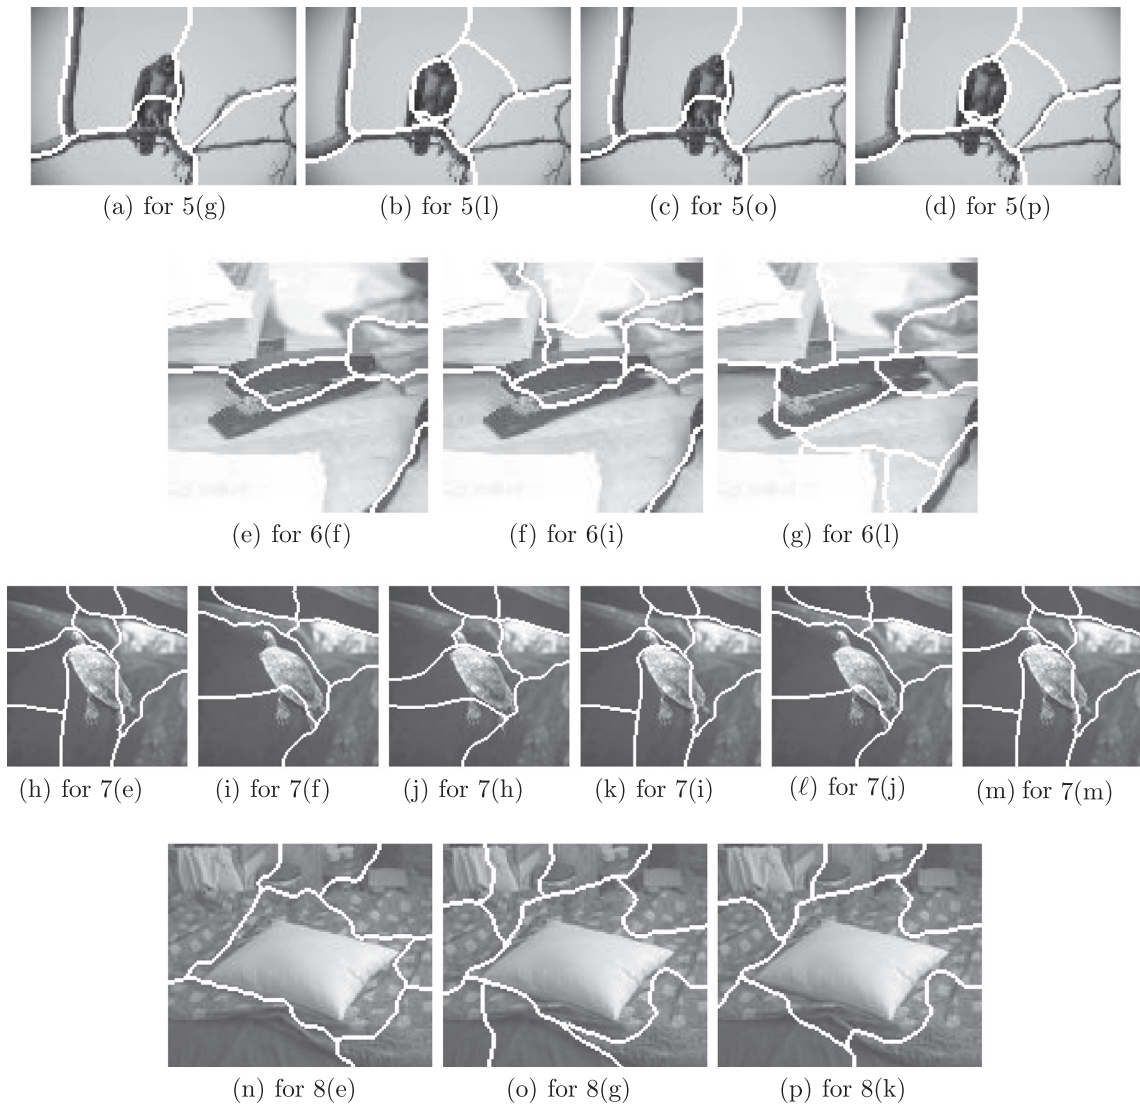 (a) for 5(g) (b) for 5(l) (c) for 5(o) (d) for 5(p)
(e) for 6(f) (f) for 6(i) (g) for 6(l)
(h) for 7(e) (i) for 7(f) (j) for 7(h) (k) for 7(i) (ℓ) for 7(j) (m) for 7(m)
(n) for 8(e) (o) for 8(g) (p) for 8(k)